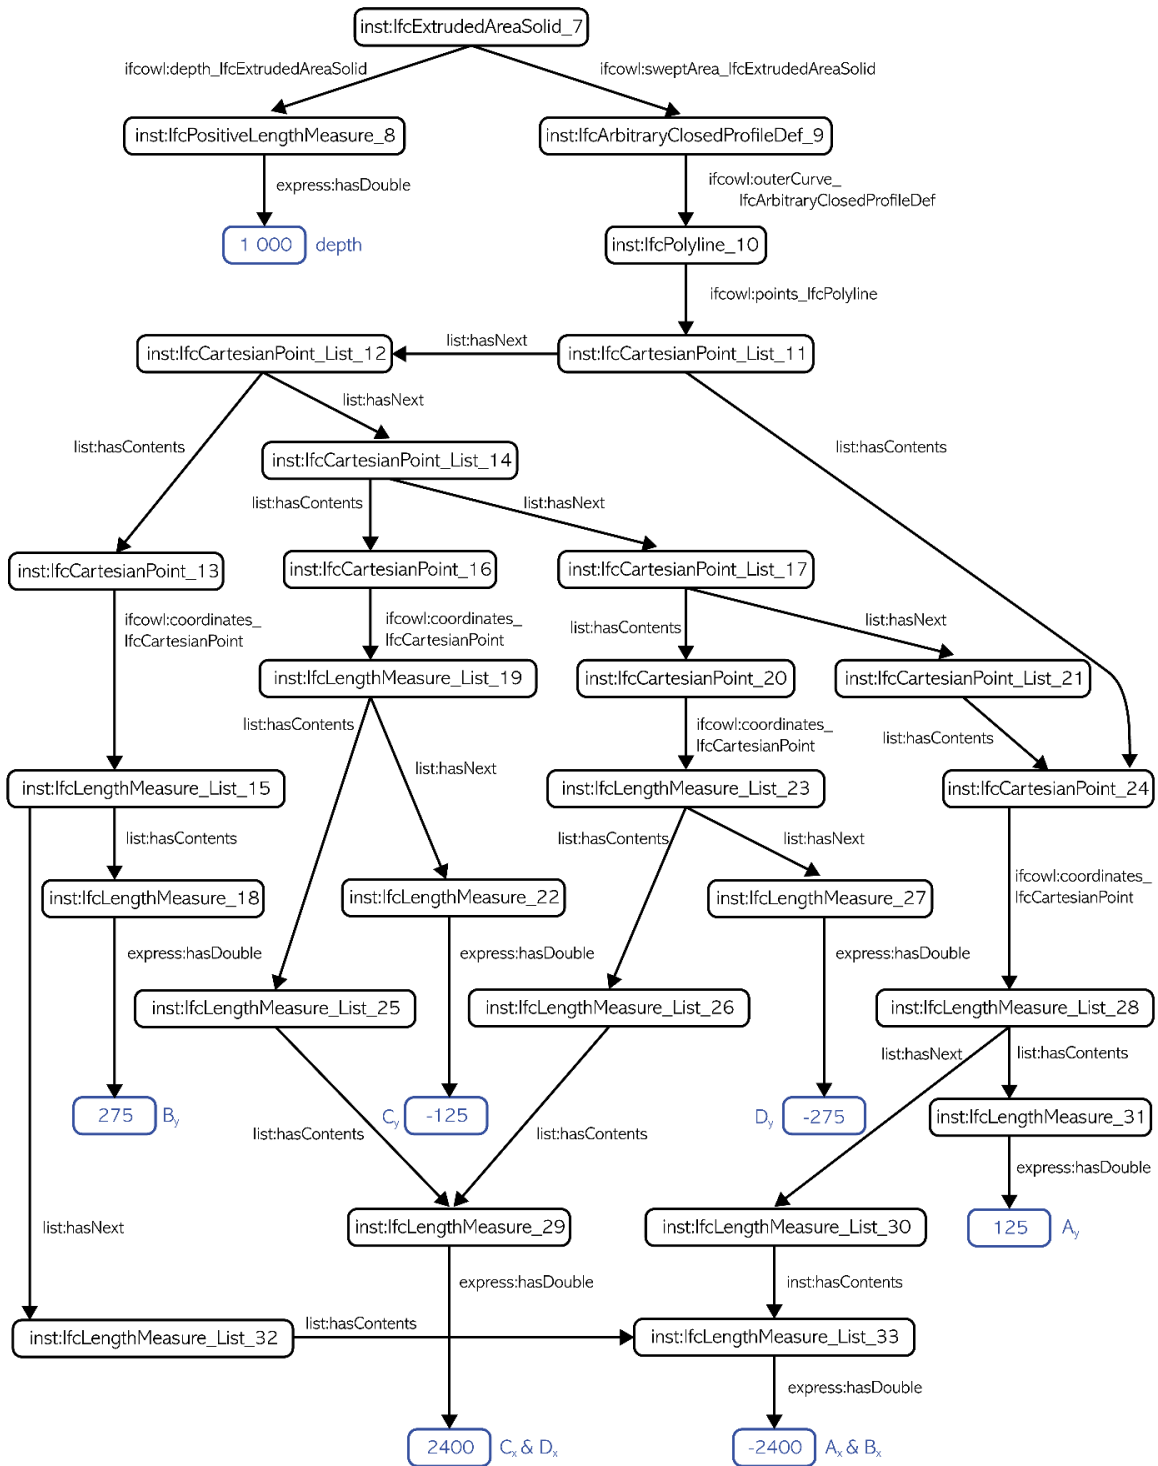 inst:IfcExtrudedAreaSolid_7
ifcowl:depth_IfcExtrudedAreaSolid
ifcowl:sweptArea_IfcExtrudedAreaSolid
inst:IfcPositiveLengthMeasure_8
inst:IfcArbitraryClosedProfileDef_9
express:hasDouble
ifcowl:outerCurve_
IfcArbitraryClosedProfileDef
1 000 depth
inst:IfcPolyline_10
ifcowl:points_IfcPolyline
inst:IfcCartesianPoint_List_12
list:hasNext
inst:IfcCartesianPoint_List_11
list:hasNext
list:hasContents
list:hasContents
inst:IfcCartesianPoint_List_14
list:hasContents
list:hasNext
inst:IfcCartesianPoint_13
inst:IfcCartesianPoint_16
inst:IfcCartesianPoint_List_17
ifcowl:coordinates_
IfcCartesianPoint
ifcowl:coordinates_
IfcCartesianPoint
list:hasContents
list:hasNext
inst:IfcLengthMeasure_List_19
inst:IfcCartesianPoint_20
inst:IfcCartesianPoint_List_21
list:hasContents
ifcowl:coordinates_
IfcCartesianPoint
list:hasContents
list:hasNext
inst:IfcLengthMeasure_List_15
inst:IfcLengthMeasure_List_23
inst:IfcCartesianPoint_24
list:hasContents
list:hasContents
list:hasNext
ifcowl:coordinates_
IfcCartesianPoint
inst:IfcLengthMeasure_18
inst:IfcLengthMeasure_22
inst:IfcLengthMeasure_27
express:hasDouble
express:hasDouble
express:hasDouble
inst:IfcLengthMeasure_List_25
inst:IfcLengthMeasure_List_26
inst:IfcLengthMeasure_List_28
list:hasNext
list:hasContents
275 By
Cy -125
Dy -275
inst:IfcLengthMeasure_31
list:hasContents
list:hasContents
express:hasDouble
list:hasNext
inst:IfcLengthMeasure_29
inst:IfcLengthMeasure_List_30
125 Ay
express:hasDouble
inst:hasContents
inst:IfcLengthMeasure_List_32
list:hasContents
inst:IfcLengthMeasure_List_33
express:hasDouble
2400 Cx & Dx
-2400 Ax & Bx